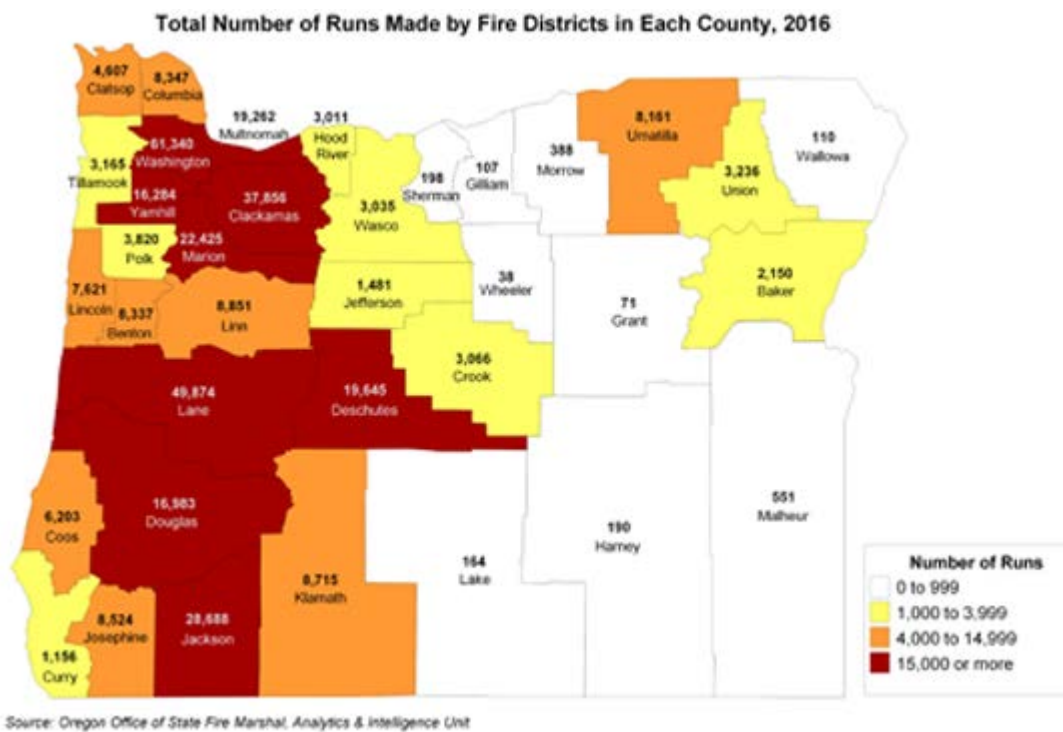 Total Number of Runs Made by Fire Districts in Each County, 2016
4,607
Clatsop
8,347
Columbia
19,262
Multnomah
3,011
Hood
River
61,340
Washington
3,165
Tillamook
16,284
Yamhill
37,856
Clackamas
3,035
Wasco
198
Sherman
107
Gilliam
388
Morrow
8,161
Umatilla
3,236
Union
110
Wallowa
3,820
Polk
22,425
Marion
7,621
Lincoln
8,337
Benton
8,851
Linn
1,481
Jefferson
38
Wheeler
71
Grant
2,150
Baker
49,874
Lane
19,645
Deschutes
3,066
Crook
6,203
Coos
16,983
Douglas
8,715
Klamath
164
Lake
190
Harney
551
Malheur
1,156
Curry
8,524
Josephine
28,688
Jackson
Number of Runs
0 to 999
1,000 to 3,999
4,000 to 14,999
15,000 or more
Source: Oregon Office of State Fire Marshal, Analytics & Intelligence Unit